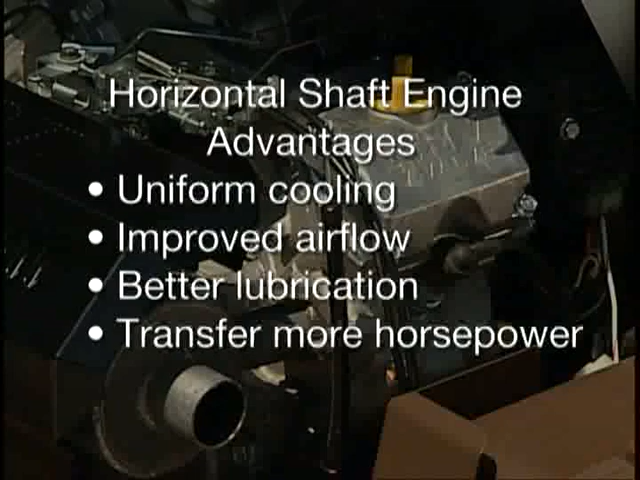 Horizontal Shaft Engine
Advantages
• Uniform cooling
• Improved airflow
• Better lubrication
• Transfer more horsepower